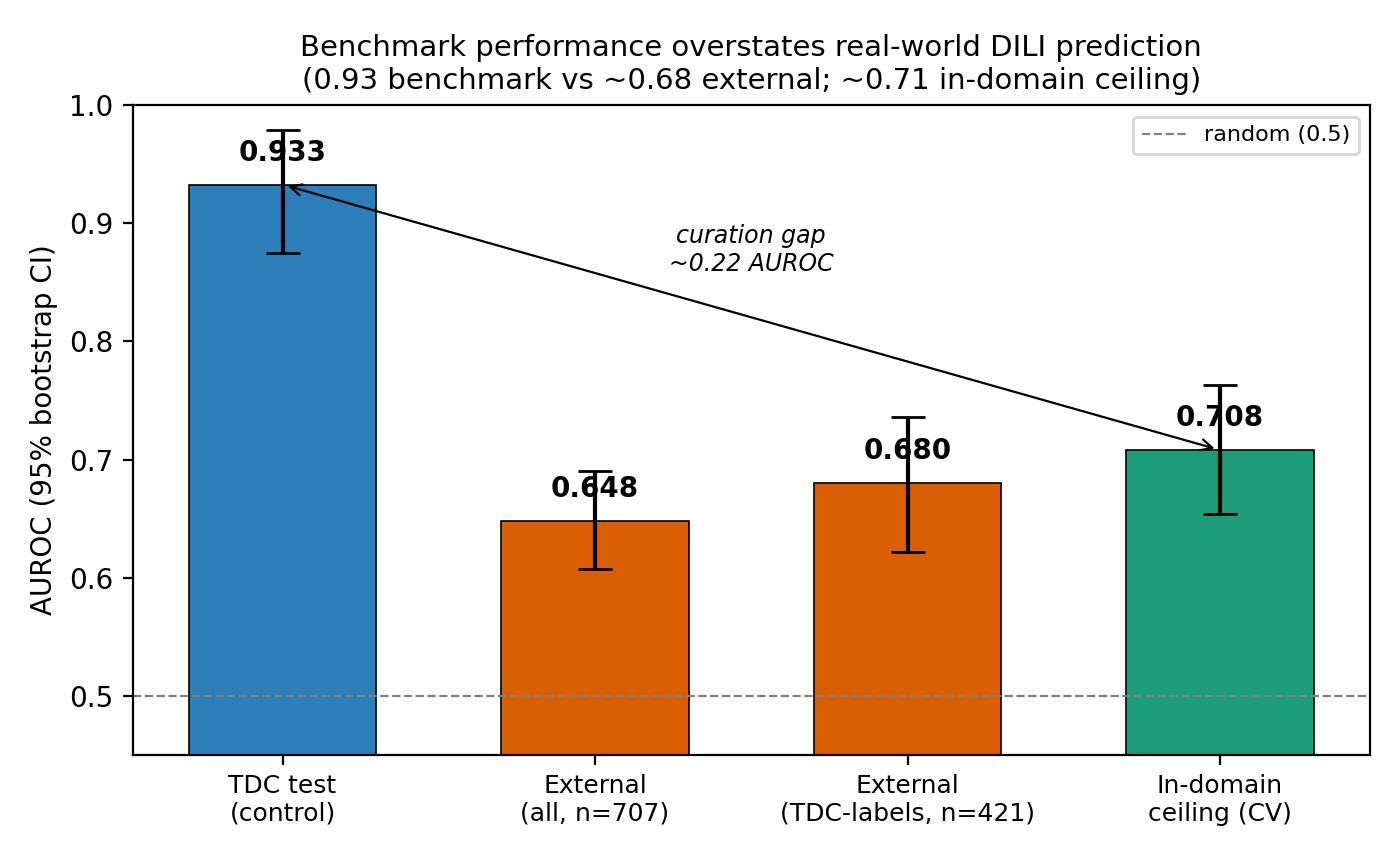 Benchmark performance overstates real-world DILI prediction
(0.93 benchmark vs ~0.68 external; ~0.71 in-domain ceiling)
1.0
0.9
0.8
0.7
0.6
0.5
AUROC (95% bootstrap CI)
random (0.5)
0.933
curation gap
~0.22 AUROC
0.648
0.680
0.708
TDC test
(control)
External
(all, n=707)
External
(TDC-labels, n=421)
In-domain
ceiling (CV)